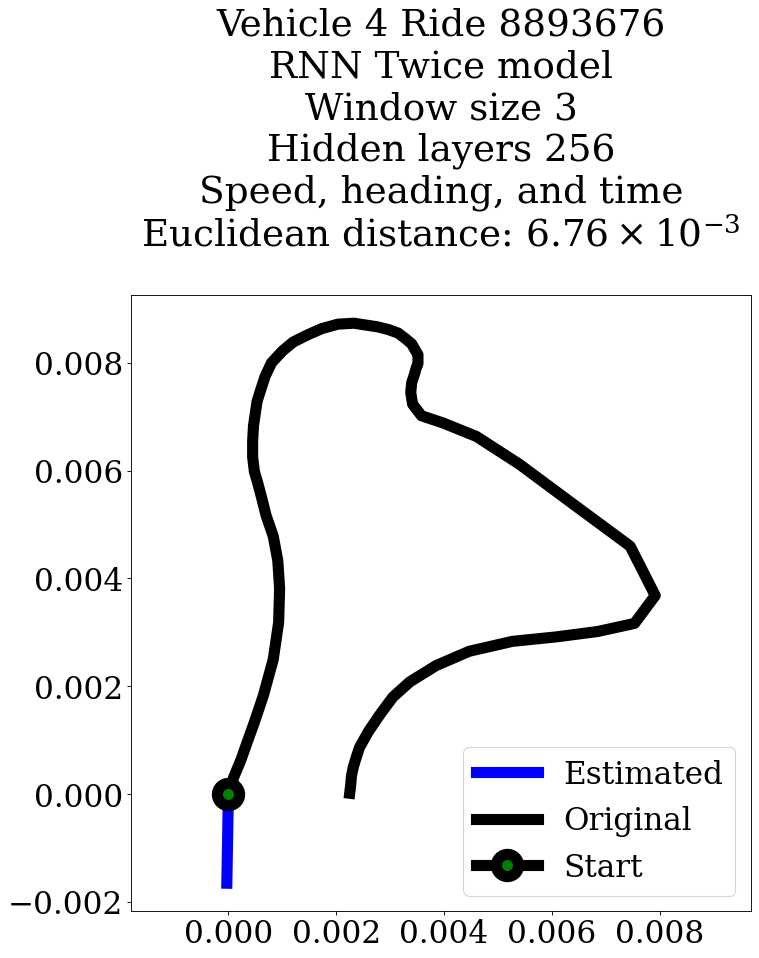 Vehicle 4 Ride 8893676
RNN Twice model
Window size 3
Hidden layers 256
Speed, heading, and time
Euclidean distance: 6.76 × 10⁻³
0.008
0.006
0.004
0.002
0.000
−0.002
Estimated
Original
Start
0.000 0.002 0.004 0.006 0.008